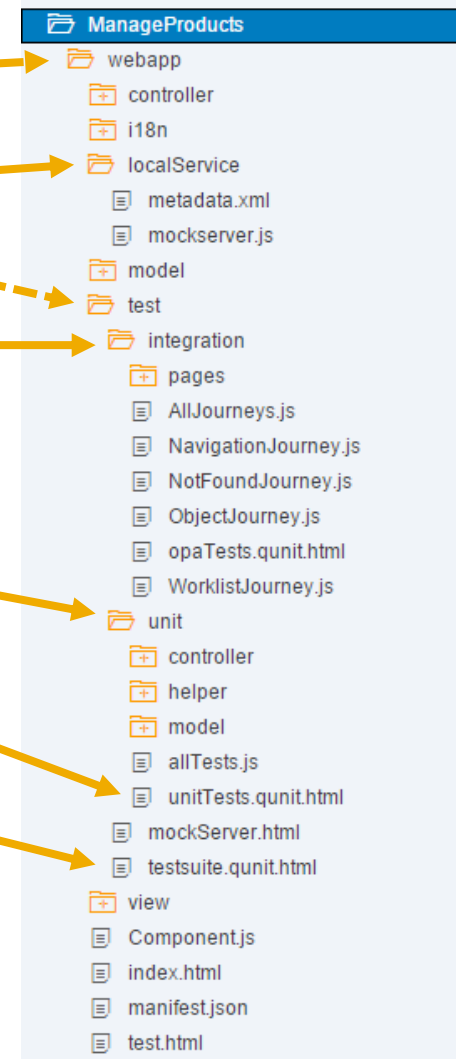 ManageProducts
webapp
controller
i18n
localService
metadata.xml
mockserver.js
model
test
integration
pages
AllJourneys.js
NavigationJourney.js
NotFoundJourney.js
ObjectJourney.js
opaTests.qunit.html
WorklistJourney.js
unit
controller
helper
model
allTests.js
unitTests.qunit.html
mockServer.html
testsuite.qunit.html
view
Component.js
index.html
manifest.json
test.html